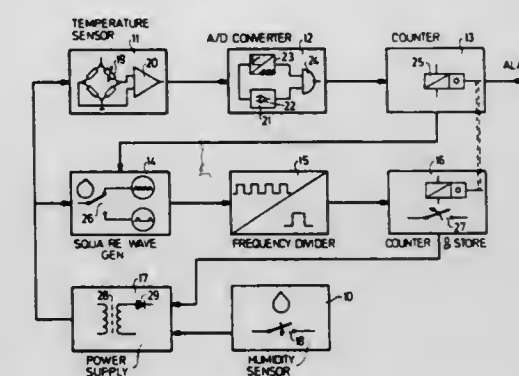 TEMPERATURE
SENSOR
11
19
20
A/D CONVERTER
12
23
24
22
21
COUNTER
13
25
14
26
SQUARE WAVE
GEN
15
FREQUENCY DIVIDER
16
27
COUNTER & STORE
17
28
29
POWER
SUPPLY
10
18
HUMIDITY
SENSOR